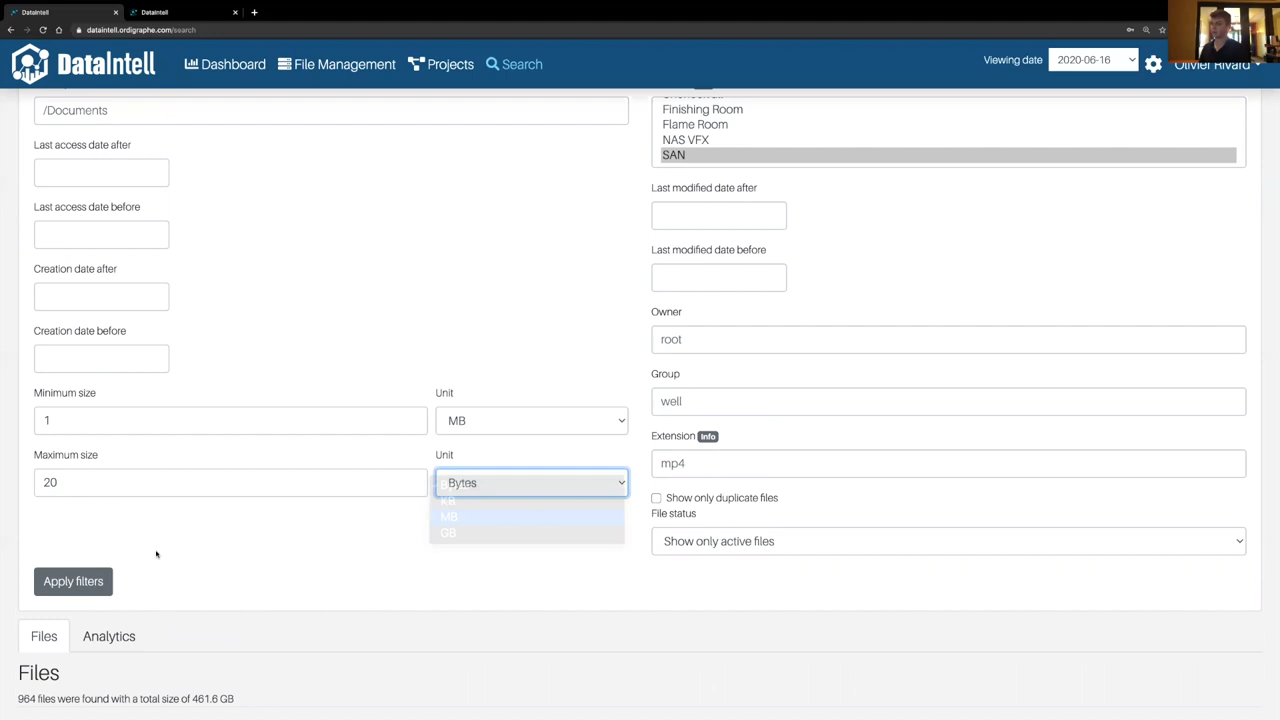 DataIntell
DataIntell
dataintell.ordigraphe.com/search
DataIntell
Dashboard
File Management
Projects
Search
Viewing date
2020-06-16
Olivier Rivard
/Documents
Last access date after
Last access date before
Creation date after
Creation date before
Minimum size
Unit
1
MB
Maximum size
Unit
20
Bytes
KB
MB
GB
Apply filters
Finishing Room
Flame Room
NAS VFX
SAN
Last modified date after
Last modified date before
Owner
root
Group
well
Extension Info
mp4
Show only duplicate files
File status
Show only active files
Files
Analytics
Files
964 files were found with a total size of 461.6 GB